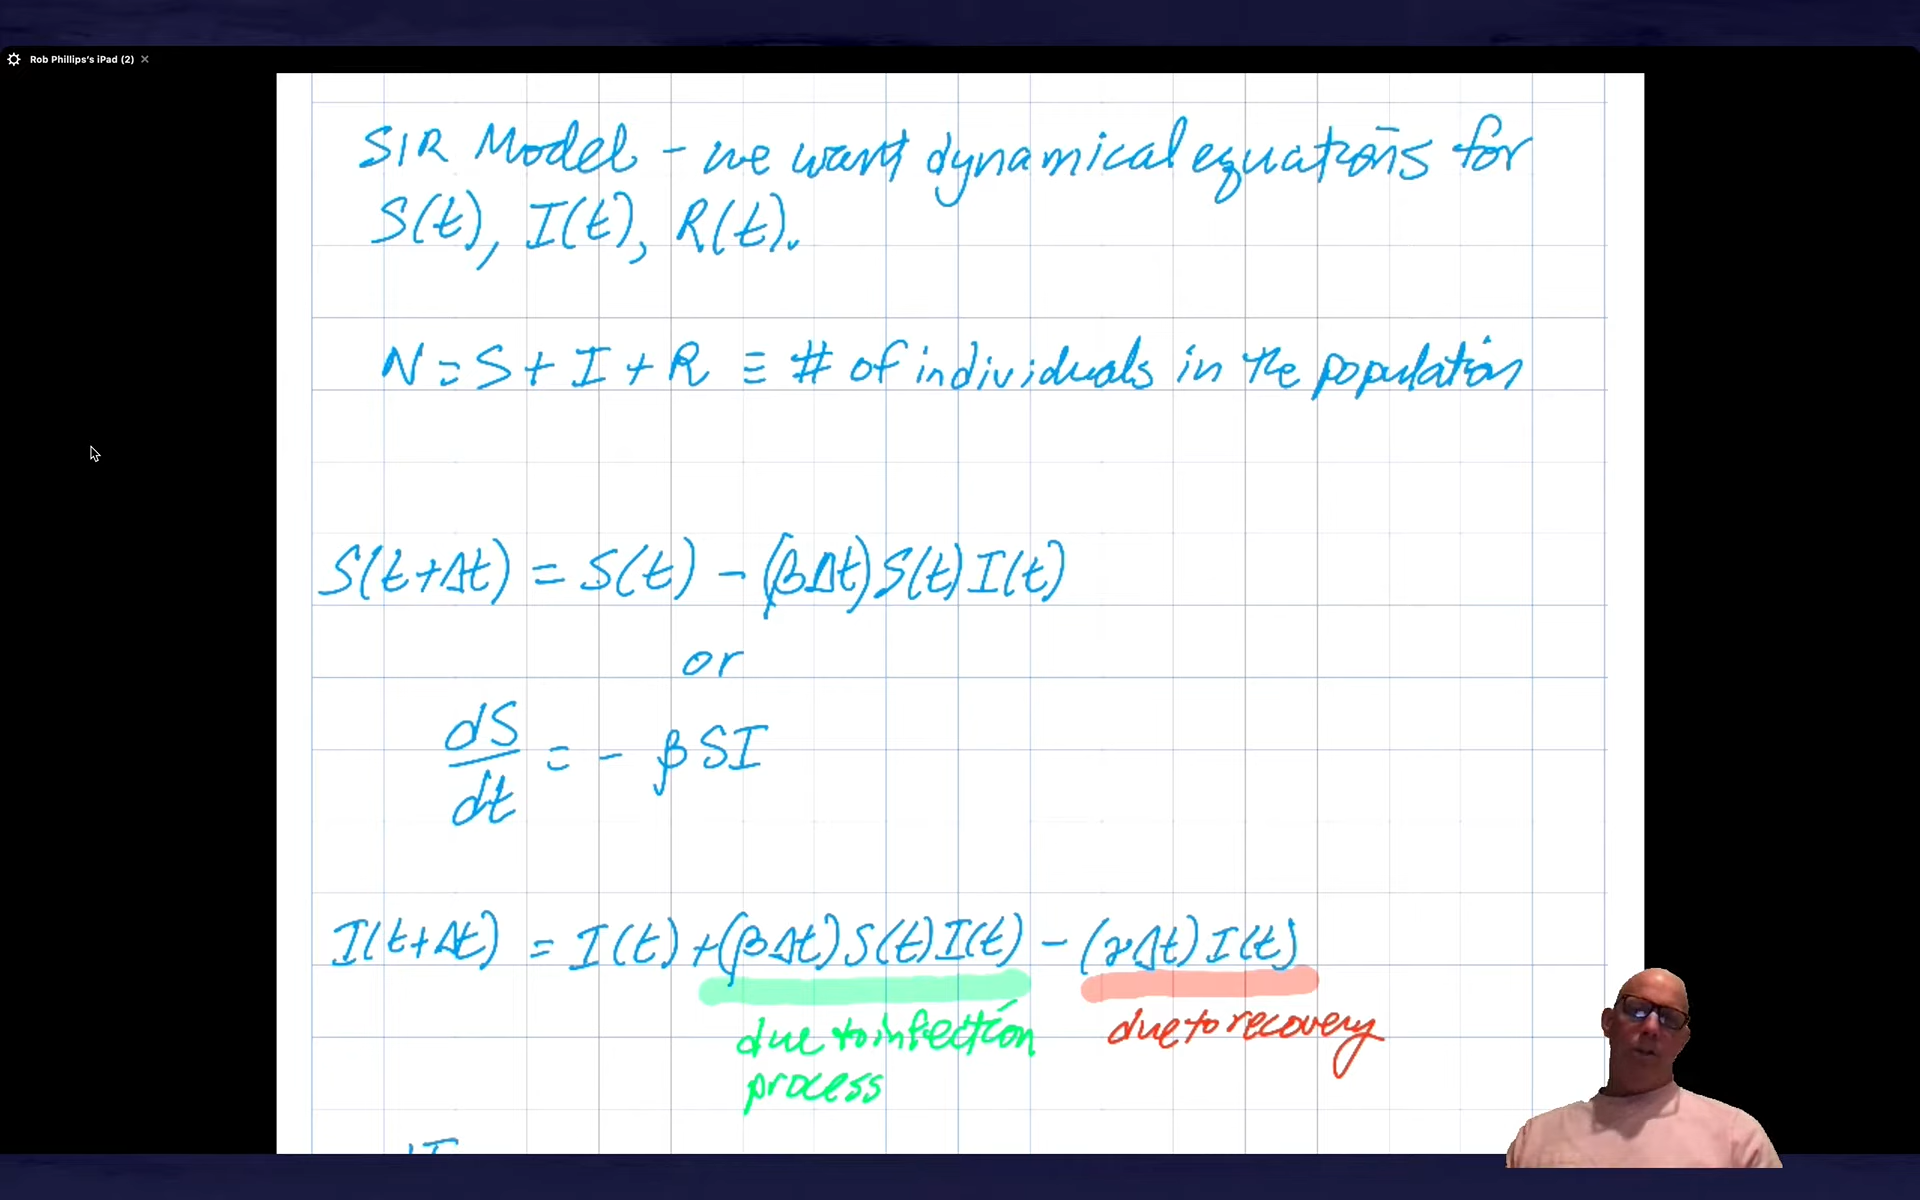 Rob Phillips's iPad (2) ×
SIR Model - we want dynamical equations for
S(t), I(t), R(t).
N = S + I + R ≡ # of individuals in the population
S(t+Δt) = S(t) - (βΔt)S(t)I(t)
or
dS/dt = - βSI
I(t+Δt) = I(t) + (βΔt)S(t)I(t) - (γΔt)I(t)
due to infection due to recovery
process